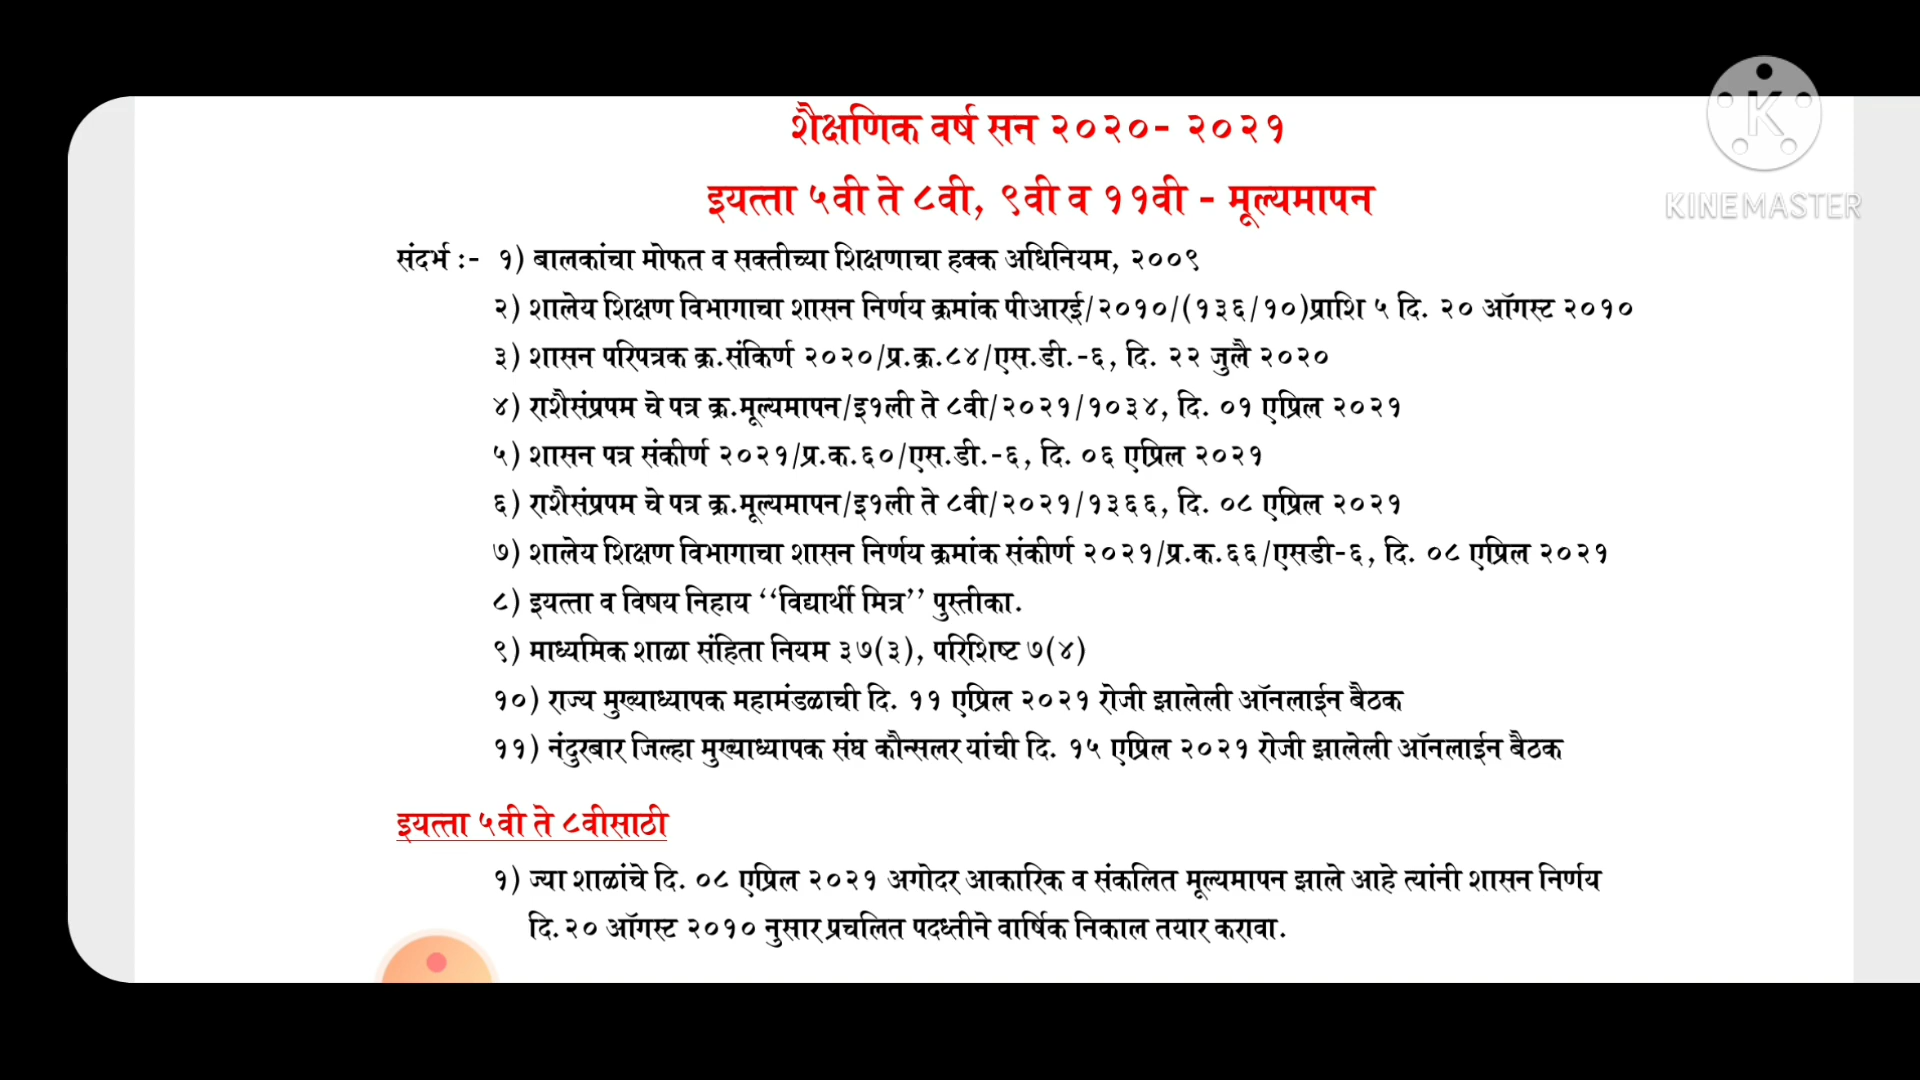 शैक्षणिक वर्ष सन २०२०- २०२१
K
KINEMASTER
इयत्ता ५वी ते ८वी, ९वी व ११वी - मूल्यमापन
संदर्भ :- १) बालकांचा मोफत व सक्तीच्या शिक्षणाचा हक्क अधिनियम, २००९
२) शालेय शिक्षण विभागाचा शासन निर्णय क्रमांक पीआरई/२०१०/(१३६/१०)प्राशि ५ दि. २० ऑगस्ट २०१०
३) शासन परिपत्रक क्र.संकिर्ण २०२०/प्र.क्र.८४/एस.डी.-६, दि. २२ जुलै २०२०
४) राशैसंप्रपम चे पत्र क्र.मूल्यमापन/इ१ली ते ८वी/२०२१/१०३४, दि. ०१ एप्रिल २०२१
५) शासन पत्र संकीर्ण २०२१/प्र.क.६०/एस.डी.-६, दि. ०६ एप्रिल २०२१
६) राशैसंप्रपम चे पत्र क्र.मूल्यमापन/इ१ली ते ८वी/२०२१/१३६६, दि. ०८ एप्रिल २०२१
७) शालेय शिक्षण विभागाचा शासन निर्णय क्रमांक संकीर्ण २०२१/प्र.क.६६/एसडी-६, दि. ०८ एप्रिल २०२१
८) इयत्ता व विषय निहाय ‘‘विद्यार्थी मित्र’’ पुस्तीका.
९) माध्यमिक शाळा संहिता नियम ३७(३), परिशिष्ट ७(४)
१०) राज्य मुख्याध्यापक महामंडळाची दि. ११ एप्रिल २०२१ रोजी झालेली ऑनलाईन बैठक
११) नंदुरबार जिल्हा मुख्याध्यापक संघ कौन्सलर यांची दि. १५ एप्रिल २०२१ रोजी झालेली ऑनलाईन बैठक
इयत्ता ५वी ते ८वीसाठी
१) ज्या शाळांचे दि. ०८ एप्रिल २०२१ अगोदर आकारिक व संकलित मूल्यमापन झाले आहे त्यांनी शासन निर्णय
दि. २० ऑगस्ट २०१० नुसार प्रचलित पदध्तीने वार्षिक निकाल तयार करावा.